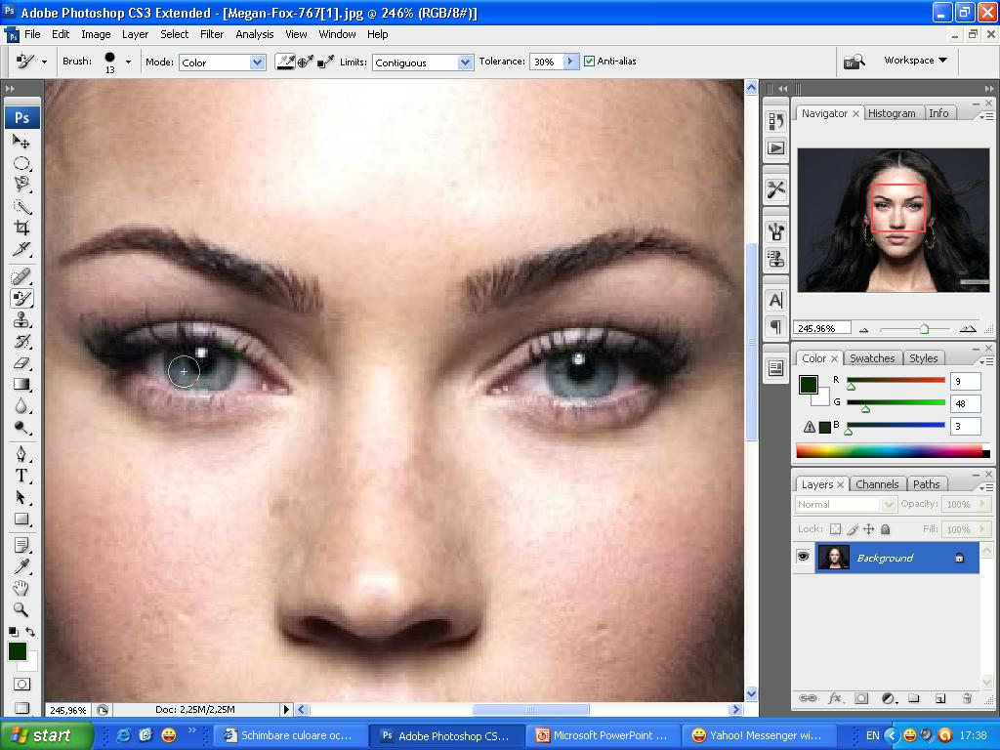 Adobe Photoshop CS3 Extended - [Megan-Fox-767[1].jpg @ 246% (RGB/8#)]
File Edit Image Layer Select Filter Analysis View Window Help
Brush: 13 Mode: Color Limits: Contiguous Tolerance: 30% Anti-alias Br Workspace
Ps
Navigator Histogram Info
245.96%
Color Swatches Styles
R 9
G 48
B 3
Layers Channels Paths
Normal Opacity: 100%
Lock: Fill: 100%
Background
245,96% Doc: 2,25M/2,25M
start Schimbare culoare oc... Ps Adobe Photoshop CS... Microsoft PowerPoint ... Yahoo! Messenger wi... EN 17:38